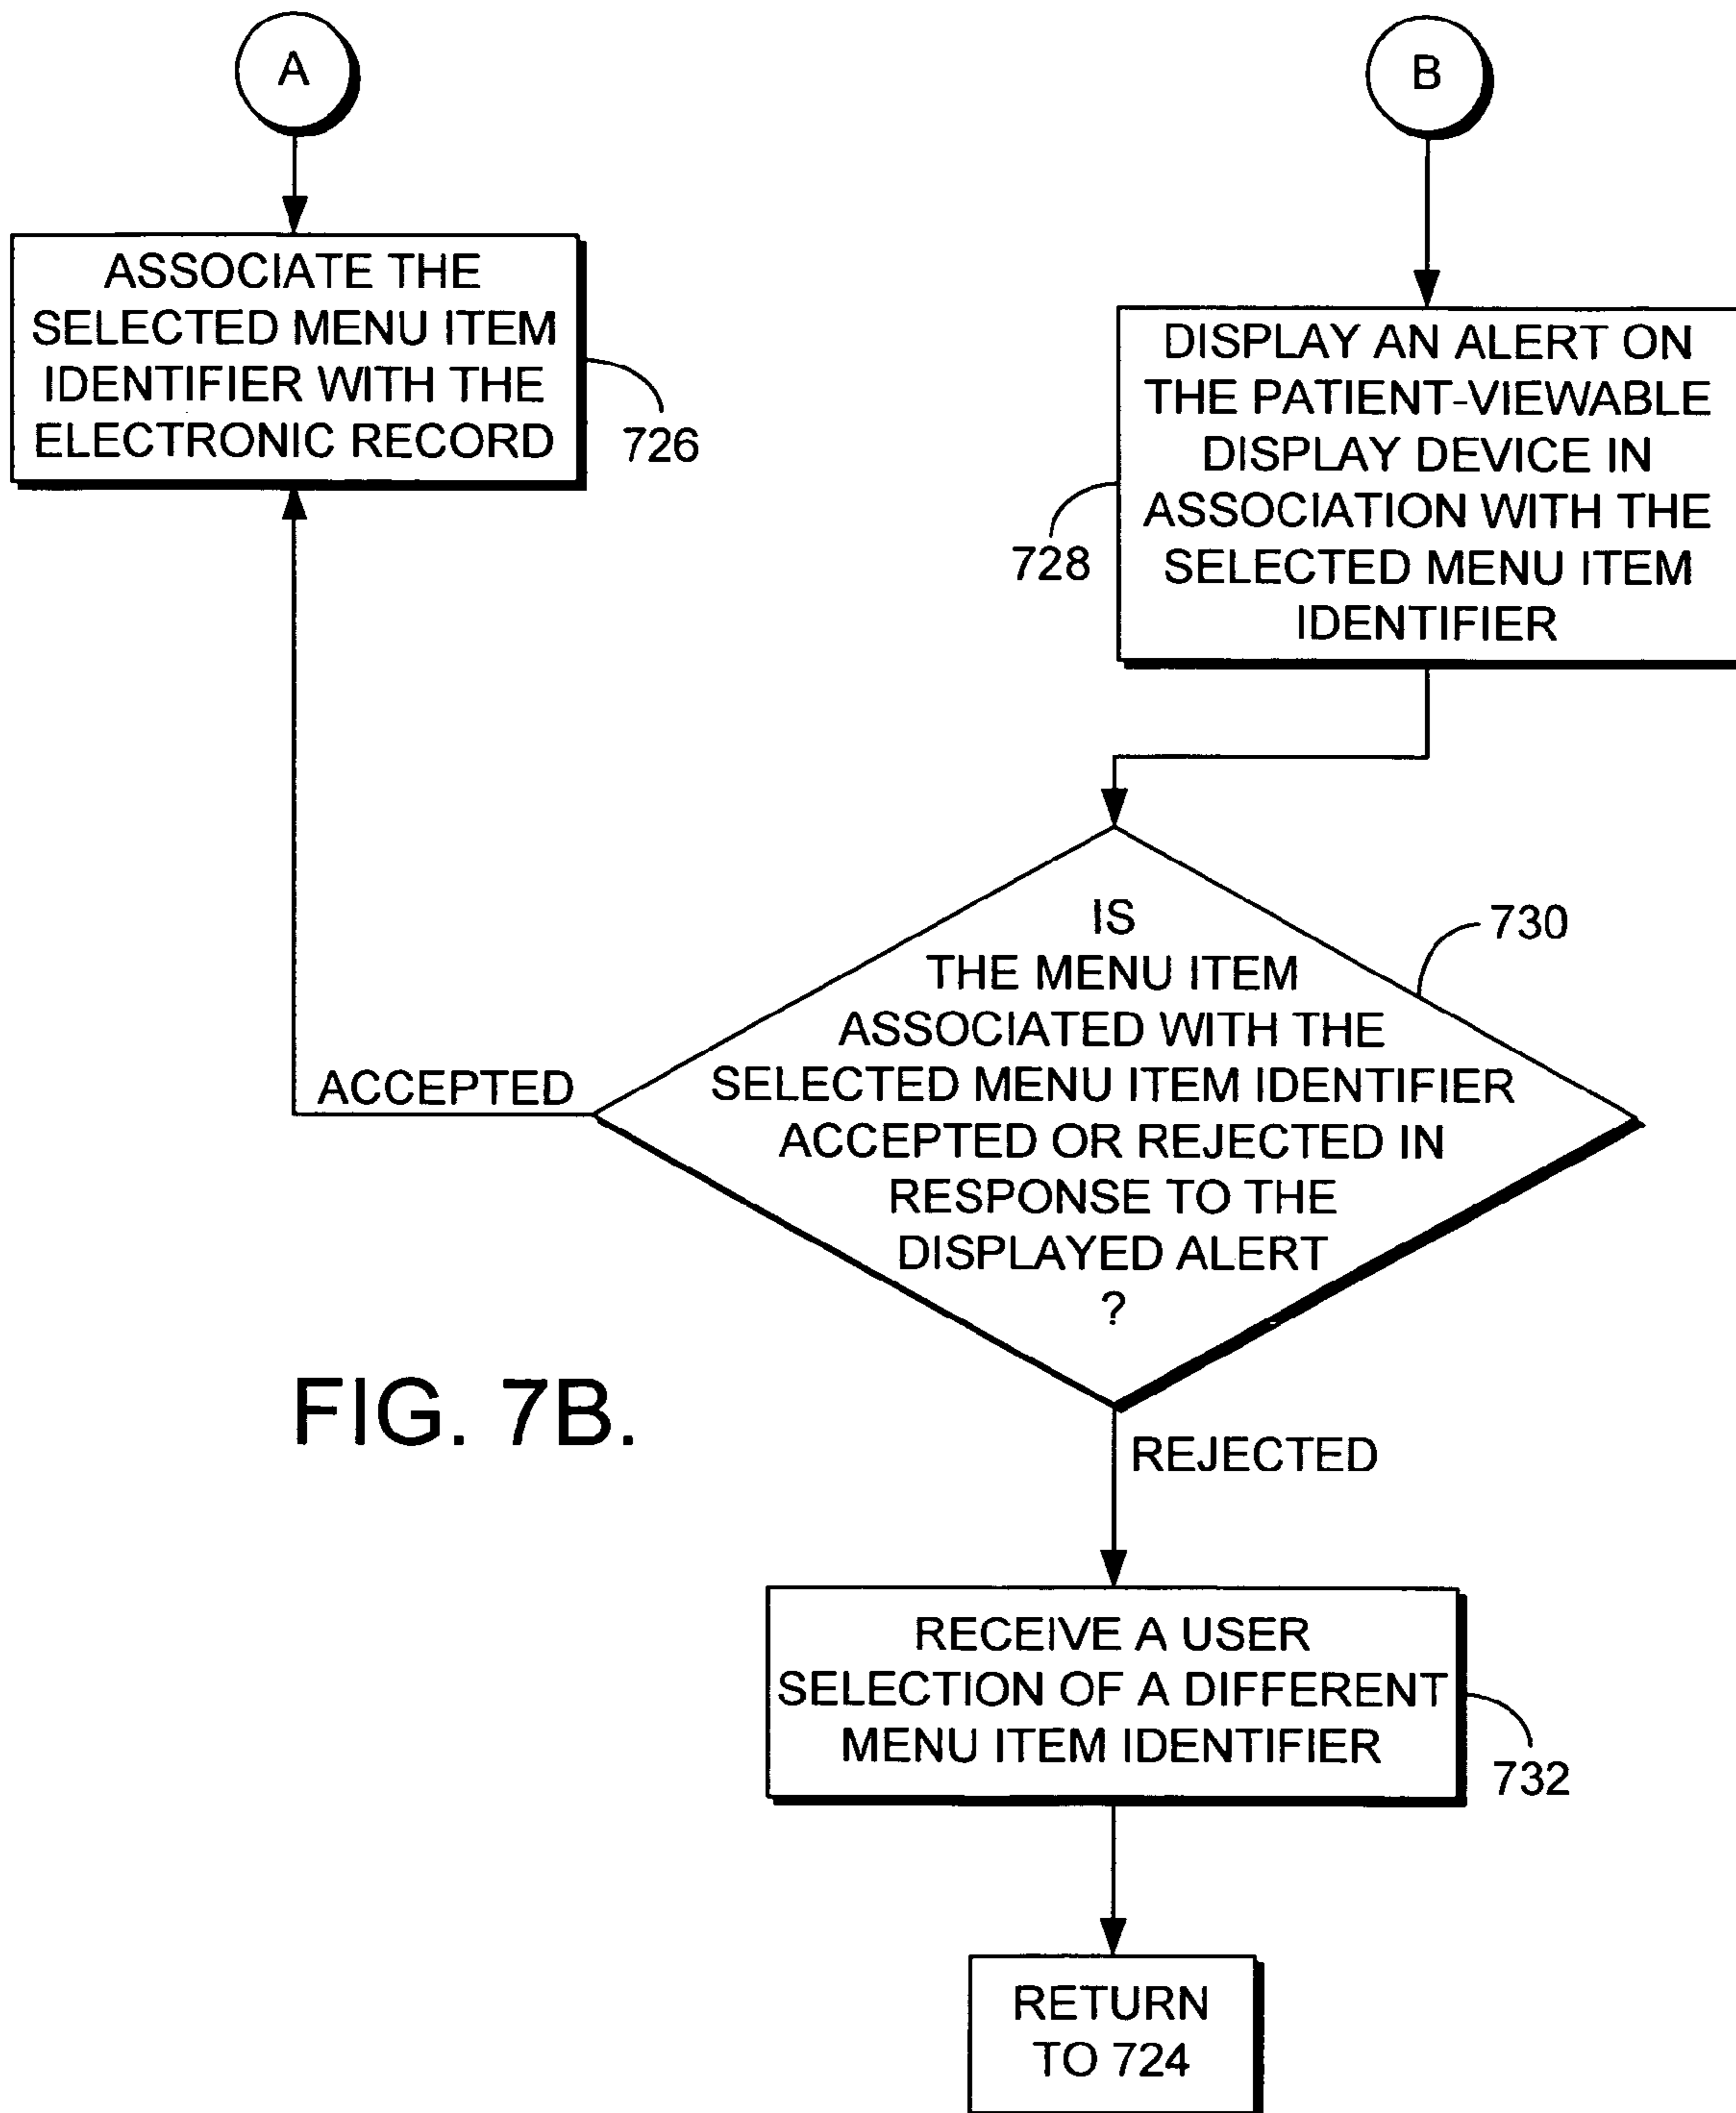 A
B
ASSOCIATE THE
SELECTED MENU ITEM
IDENTIFIER WITH THE
ELECTRONIC RECORD
726
DISPLAY AN ALERT ON
THE PATIENT-VIEWABLE
DISPLAY DEVICE IN
ASSOCIATION WITH THE
SELECTED MENU ITEM
IDENTIFIER
728
IS
THE MENU ITEM
ASSOCIATED WITH THE
SELECTED MENU ITEM IDENTIFIER
ACCEPTED OR REJECTED IN
RESPONSE TO THE
DISPLAYED ALERT
?
730
ACCEPTED
FIG. 7B.
REJECTED
RECEIVE A USER
SELECTION OF A DIFFERENT
MENU ITEM IDENTIFIER
732
RETURN
TO 724